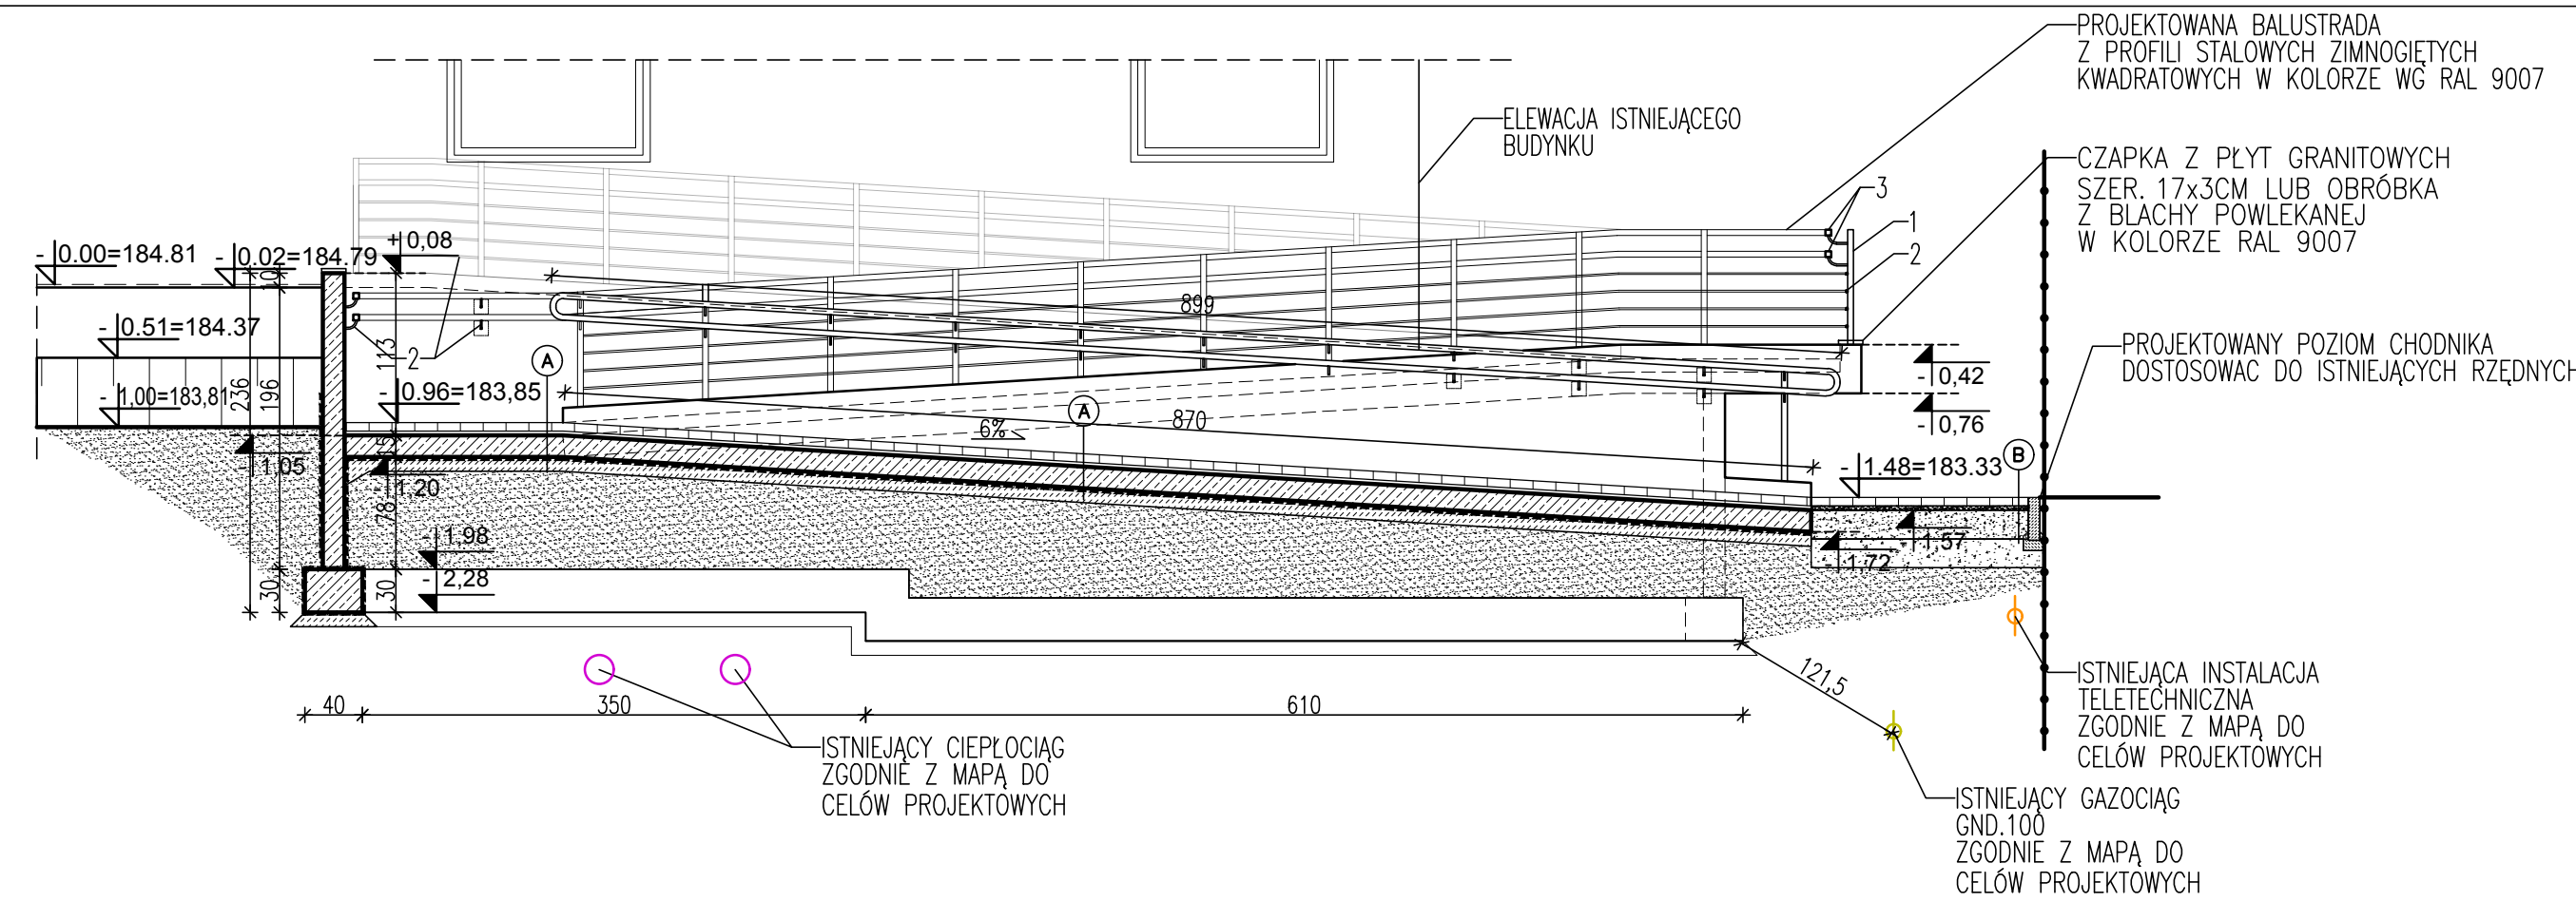 PROJEKTOWANA BALUSTRADA
Z PROFILI STALOWYCH ZIMNOGIĘTYCH
KWADRATOWYCH W KOLORZE WG RAL 9007
ELEWACJA ISTNIEJĄCEGO
BUDYNKU
CZAPKA Z PŁYT GRANITOWYCH
SZER. 17x3CM LUB OBRÓBKA
Z BLACHY POWLEKANEJ
W KOLORZE RAL 9007
3
1
2
- 0.00=184.81
- 0.02=184.79
+ 0,08
10
- 0.51=184.37
899
2
113
A
PROJEKTOWANY POZIOM CHODNIKA
DOSTOSOWAĆ DO ISTNIEJĄCYCH RZĘDNYCH
- 0,42
- 1,00=183,81
236
196
- 0.96=183,85
A
870
6%
- 0,76
15
- 1,05
- 1,20
- 1.48=183.33
B
78
- 1,98
- 1,57
- 1,72
30
30
- 2,28
121,5
40
350
610
ISTNIEJĄCY CIEPŁOCIĄG
ZGODNIE Z MAPĄ DO
CELÓW PROJEKTOWYCH
ISTNIEJĄCA INSTALACJA
TELETECHNICZNA
ZGODNIE Z MAPĄ DO
CELÓW PROJEKTOWYCH
ISTNIEJĄCY GAZOCIĄG
GND.100
ZGODNIE Z MAPĄ DO
CELÓW PROJEKTOWYCH